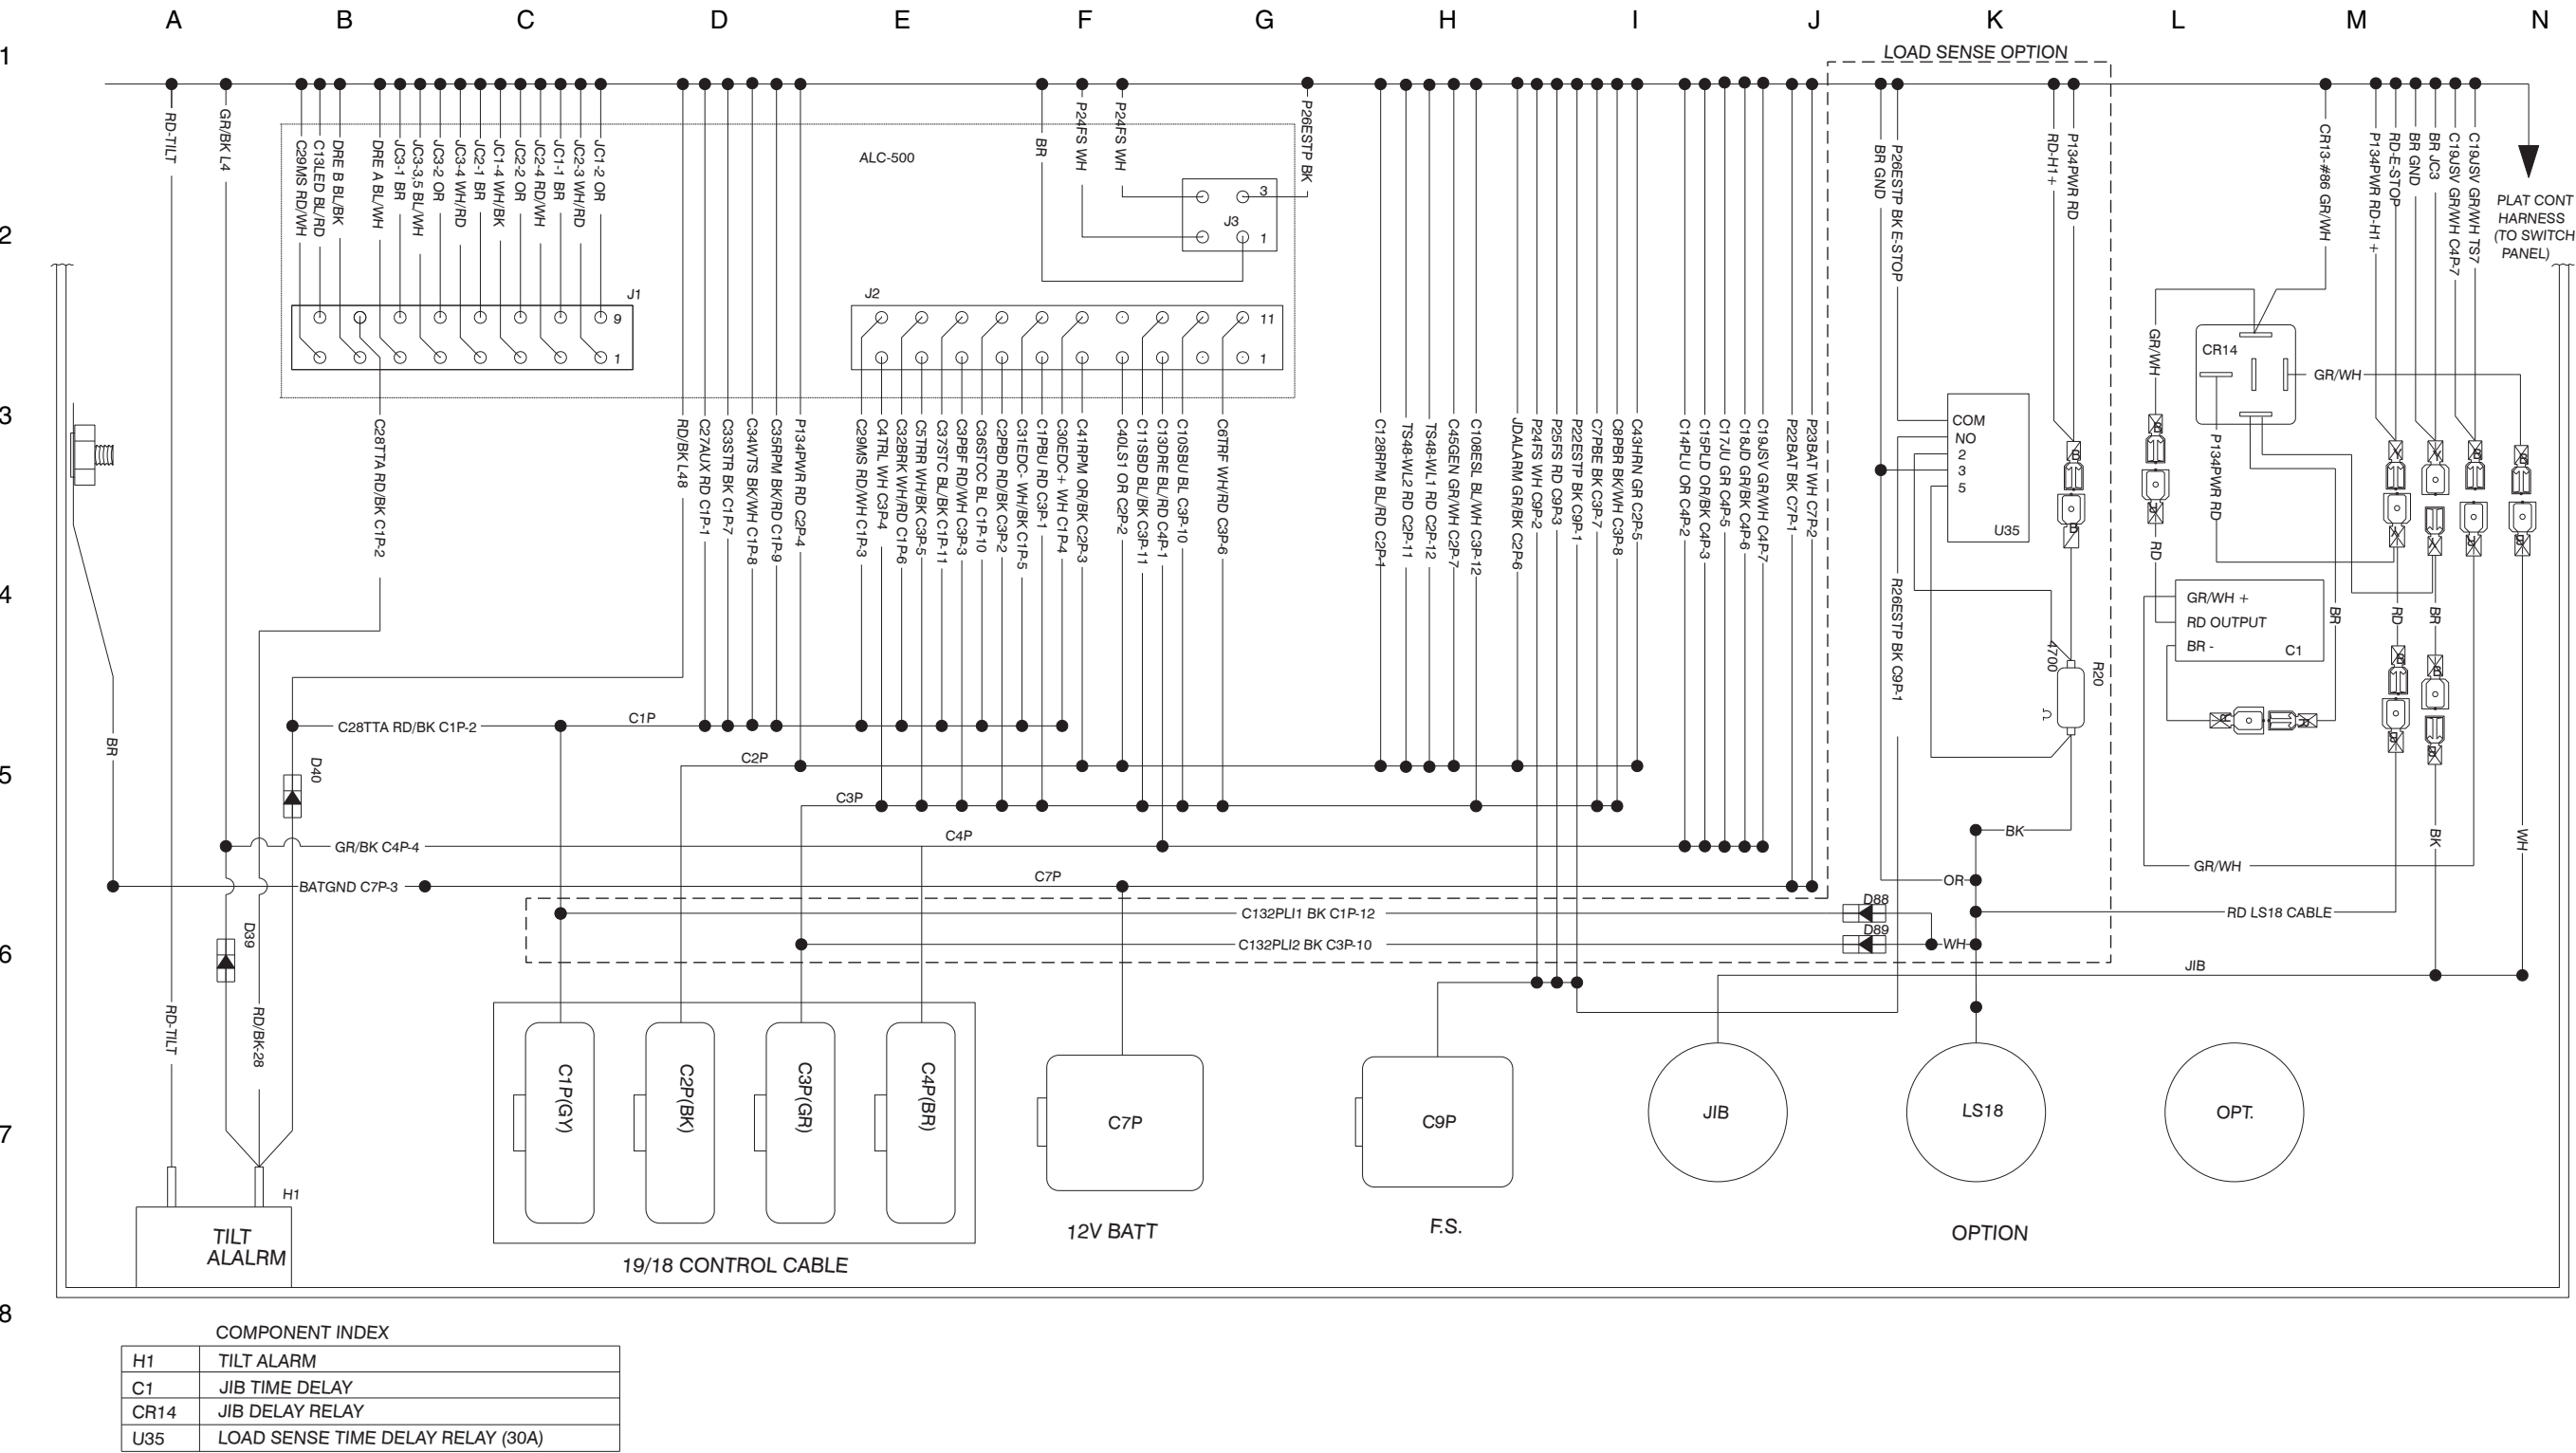 A B C D E F G H I J K L M N
1
2
3
4
5
6
7
8
LOAD SENSE OPTION
RD-TILT
GR/BK L4
C29MS RD/WH
C13LED BL/RD
DRE B BL/BK
DRE A BL/WH
JC3-1 BR
JC3-3,5 BL/WH
JC3-2 OR
JC3-4 WH/RD
JC2-1 BR
JC1-4 WH/BK
JC2-2 OR
JC2-4 RD/WH
JC1-1 BR
JC2-3 WH/RD
JC1-2 OR
BR
P24FS WH
P24FS WH
P26ESTP BK
ALC-500
3
J3
1
J1
9
1
J2
11
1
BR GND
P26ESTP BK E-STOP
RD-H1+
P134PWR RD
CR13-#86 GR/WH
P134PWR RD-H1 +
RD-E-STOP
BR GND
BR JC3
C19JSV GR/WH C4P-7
C19JSV GR/WH TS7
PLAT CONT
HARNESS
(TO SWITCH
PANEL)
C28TTA RD/BK C1P-2
RD/BK L48
C27AUX RD C1P-1
C33STR BK C1P-7
C34WTS BK/WH C1P-8
C35RPM BK/RD C1P-9
P134PWR RD C2P-4
C29MS RD/WH C1P-3
C4TRL WH C3P-4
C32BRK WH/RD C1P-6
C5TRR WH/BK C3P-5
C37STC BL/BK C1P-11
C3PBF RD/WH C3P-3
C36STCC BL C1P-10
C2PBD RD/BK C3P-2
C31EDC- WH/BK C1P-5
C1PBU RD C3P-1
C30EDC+ WH C1P-4
C41RPM OR/BK C2P-3
C40LS1 OR C2P-2
C11SBD BL/BK C3P-11
C13DRE BL/RD C4P-1
C10SBU BL C3P-10
C6TRF WH/RD C3P-6
C128RPM BL/RD C2P-1
TS48-WL2 RD C2P-11
TS48-WL1 RD C2P-12
C45GEN GR/WH C2P-7
C108ESL BL/WH C3P-12
JDALARM GR/BK C2P-6
P24FS WH C9P-2
P25FS RD C9P-3
P22ESTP BK C9P-1
C7PBE BK C3P-7
C8PBR BK/WH C3P-8
C43HRN GR C2P-5
C14PLU OR C4P-2
C15PLD OR/BK C4P-3
C17JU GR C4P-5
C18JD GR/BK C4P-6
C19JSV GR/WH C4P-7
P22BAT BK C7P-1
P23BAT WH C7P-2
COM
NO
2
3
5
U35
R26ESTP BK C9P-1
4700
Ω
R20
GR/WH
CR14
GR/WH
P134PWR RD
RD
GR/WH +
RD OUTPUT
BR -
C1
BR
RD
BR
BR
C28TTA RD/BK C1P-2
C1P
C2P
C3P
C4P
C7P
D40
GR/BK C4P-4
BATGND C7P-3
D39
C132PLI1 BK C1P-12
C132PLI2 BK C3P-10
D88
D89
BK
OR
WH
GR/WH
RD LS18 CABLE
JIB
BK
WH
RD-TILT
RD/BK-28
C1P(GY)
C2P(BK)
C3P(GR)
C4P(BR)
C7P
C9P
JIB
LS18
OPT.
H1
TILT
ALALRM
19/18 CONTROL CABLE
12V BATT
F.S.
OPTION
COMPONENT INDEX
H1 TILT ALARM
C1 JIB TIME DELAY
CR14 JIB DELAY RELAY
U35 LOAD SENSE TIME DELAY RELAY (30A)